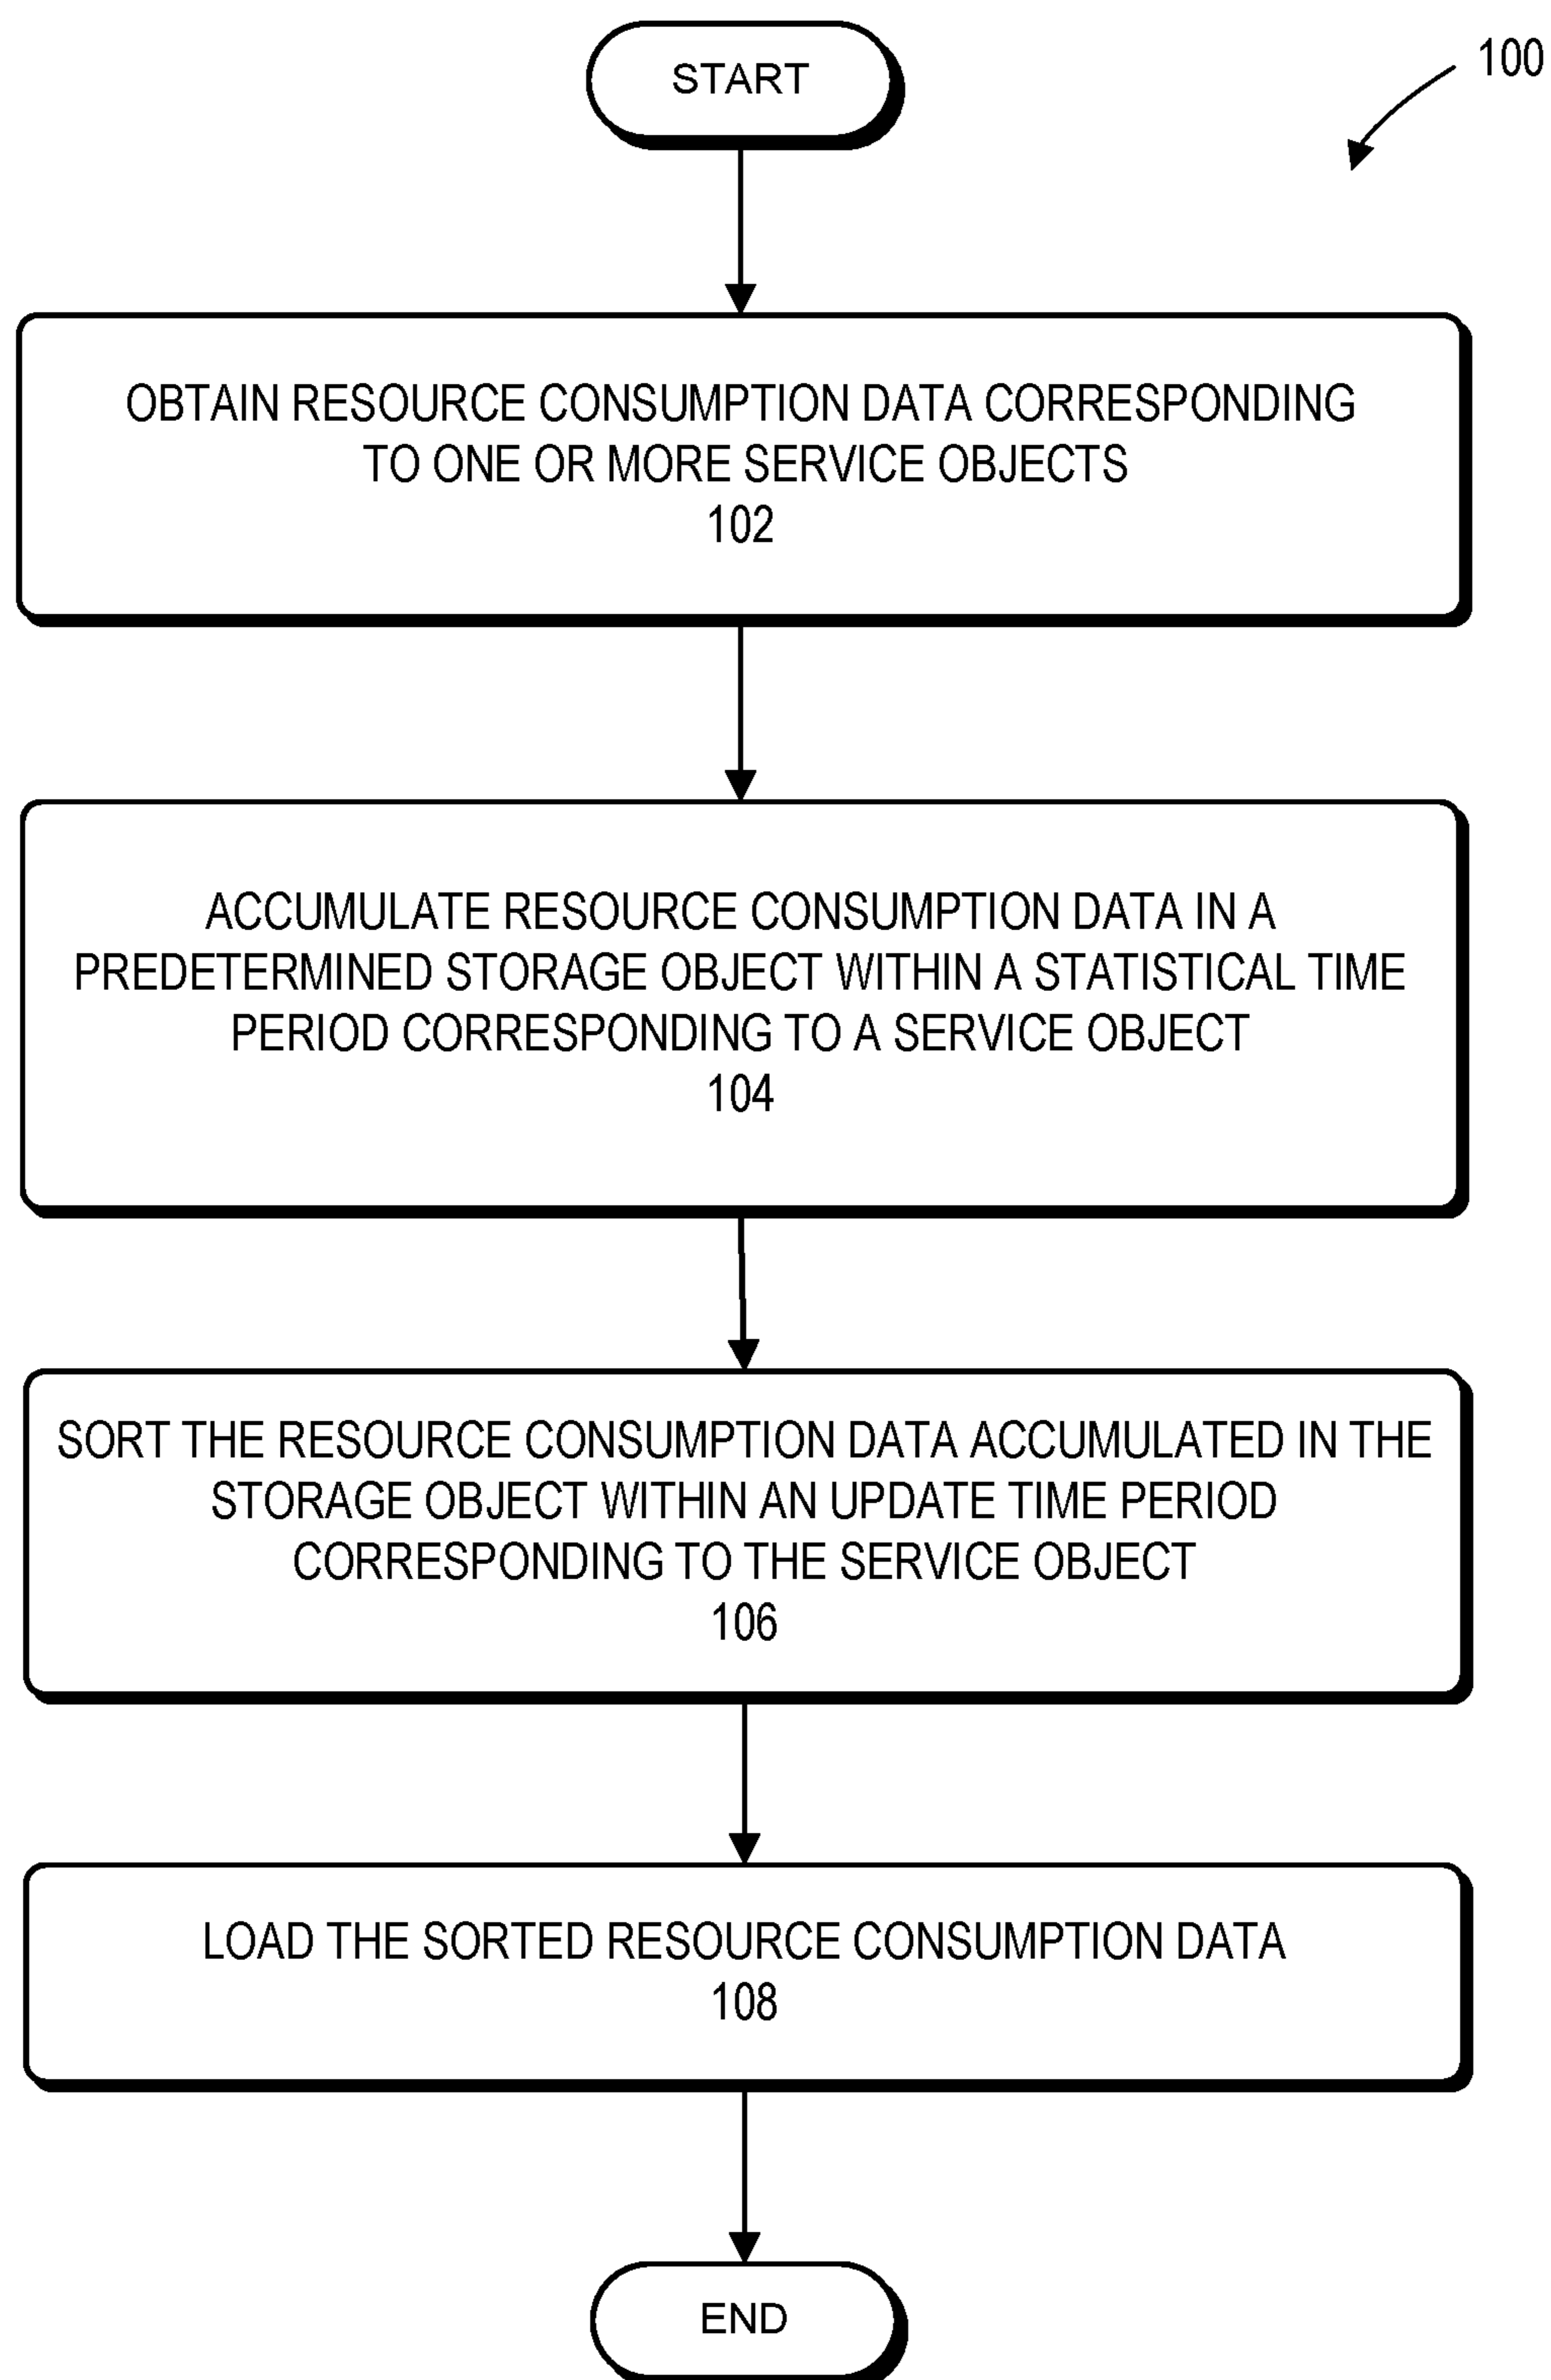 START
100
OBTAIN RESOURCE CONSUMPTION DATA CORRESPONDING
TO ONE OR MORE SERVICE OBJECTS
102
ACCUMULATE RESOURCE CONSUMPTION DATA IN A
PREDETERMINED STORAGE OBJECT WITHIN A STATISTICAL TIME
PERIOD CORRESPONDING TO A SERVICE OBJECT
104
SORT THE RESOURCE CONSUMPTION DATA ACCUMULATED IN THE
STORAGE OBJECT WITHIN AN UPDATE TIME PERIOD
CORRESPONDING TO THE SERVICE OBJECT
106
LOAD THE SORTED RESOURCE CONSUMPTION DATA
108
END